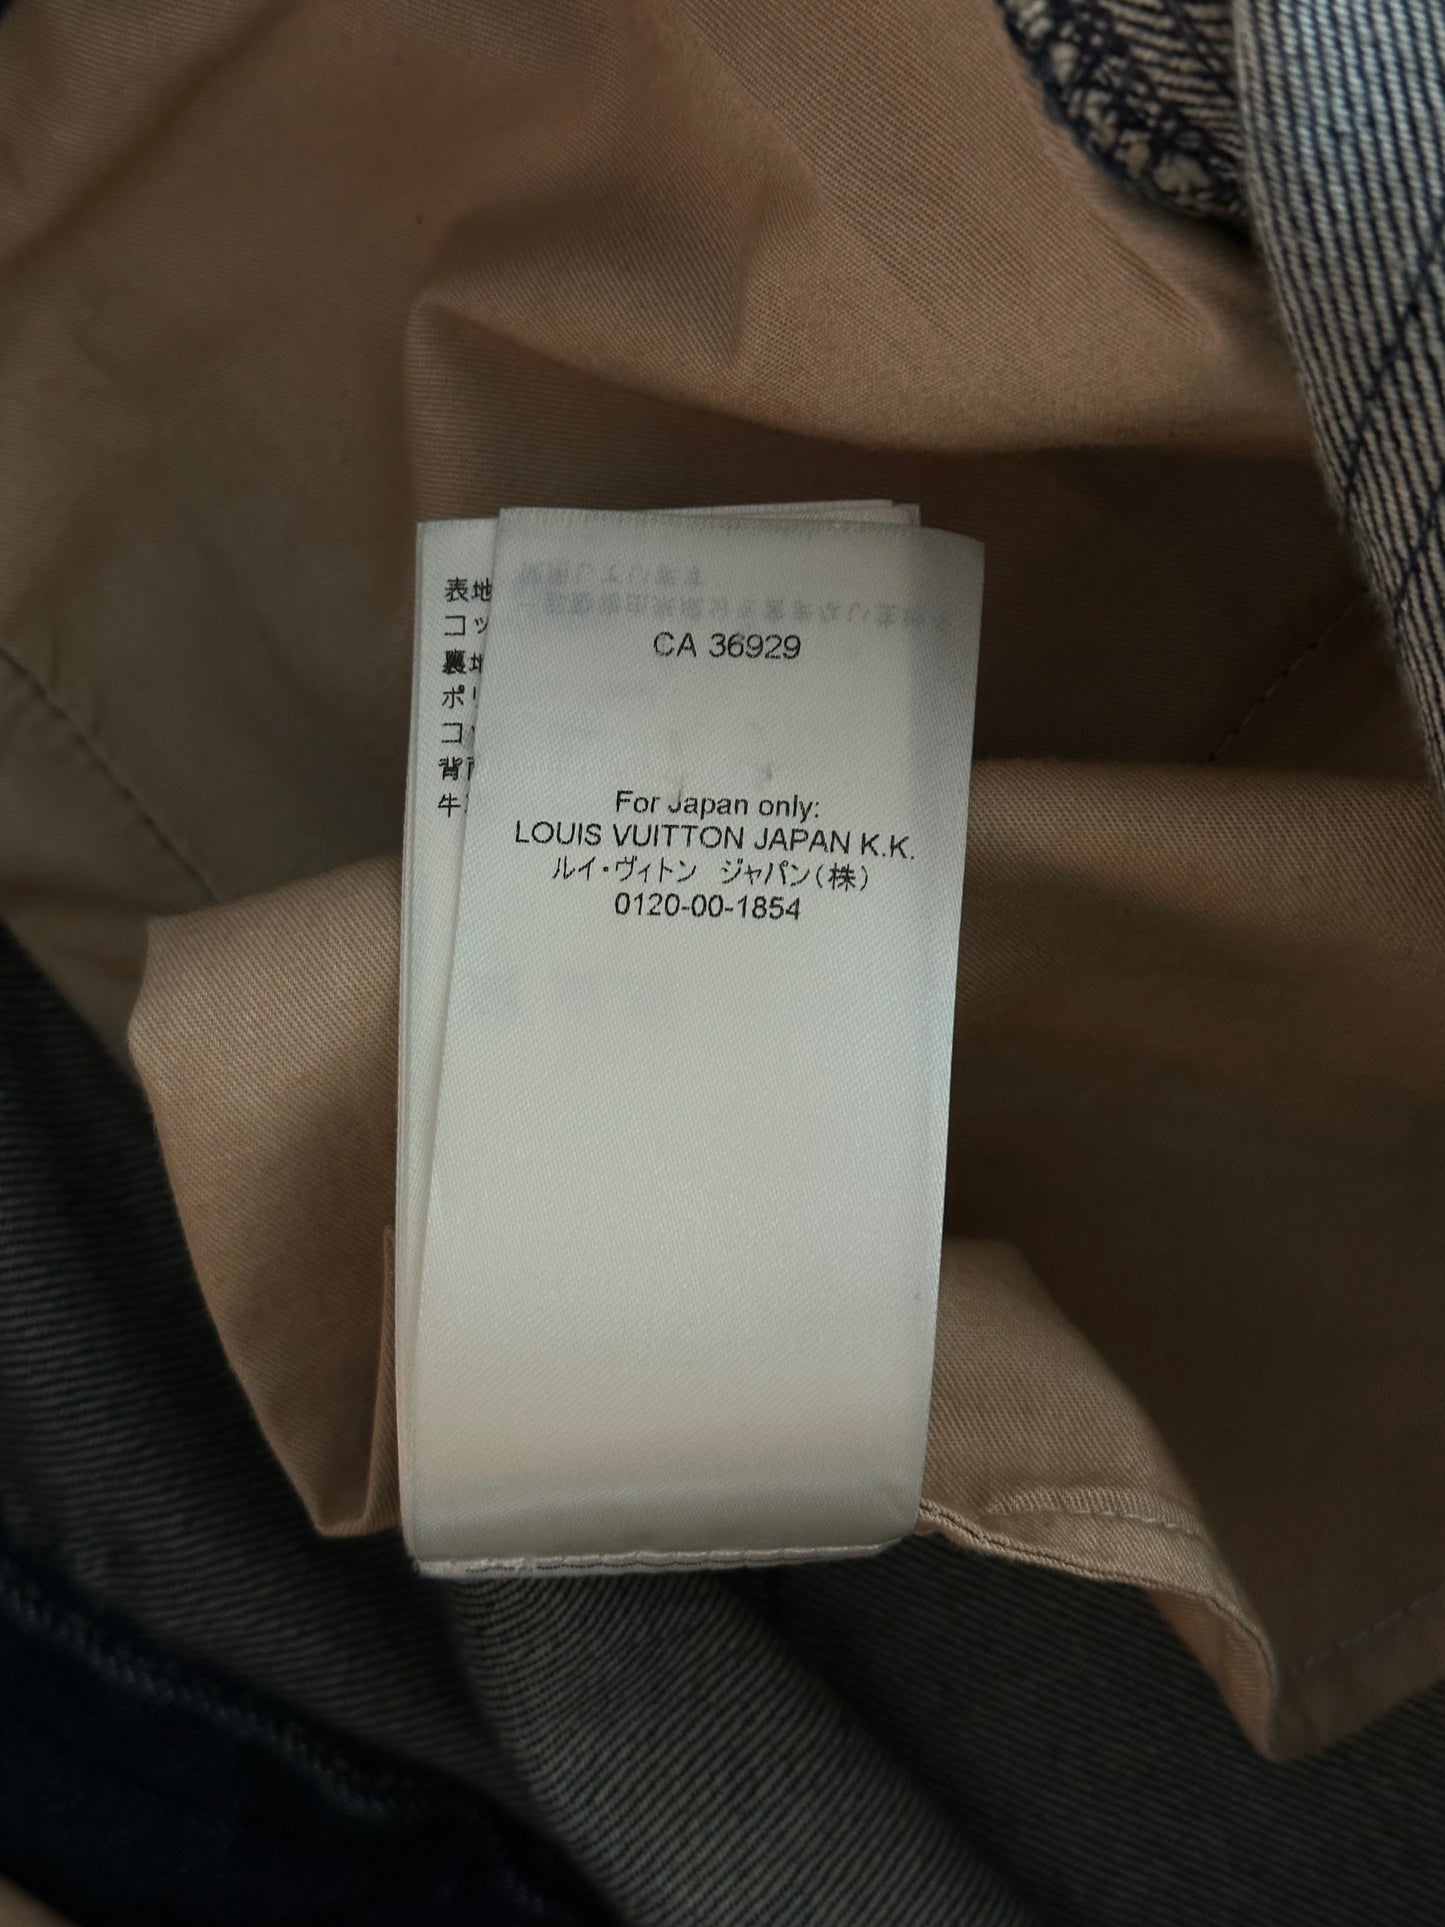 CA 36929
For Japan only:
LOUIS VUITTON JAPAN K.K.
ルイ・ヴィトン ジャパン(株)
0120-00-1854
表地
コッ
裏地
ポリ
コッ
背面
牛